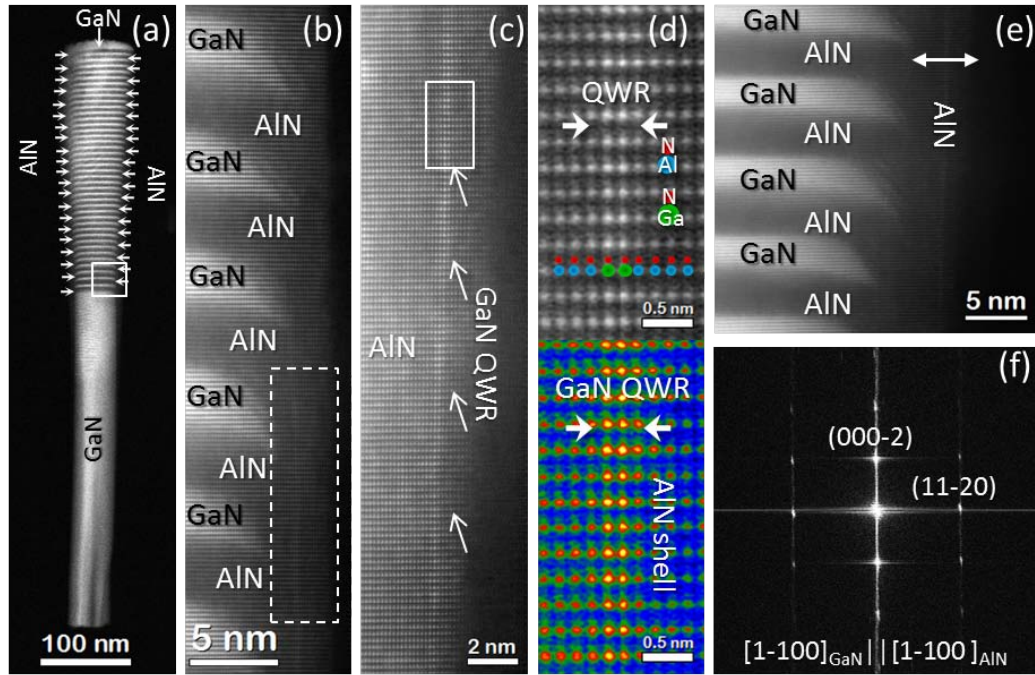 GaN
(a)
AlN
AlN
GaN
100 nm
(b)
GaN
AlN
GaN
AlN
GaN
AlN
GaN
AlN
GaN
AlN
5 nm
(c)
AlN
GaN QWR
2 nm
(d)
QWR
N
Al
N
Ga
0.5 nm
GaN QWR
AlN shell
0.5 nm
(e)
GaN
AlN
GaN
AlN
GaN
AlN
GaN
AlN
AlN
5 nm
(f)
(000-2)
(11-20)
[1-100]GaN||[1-100]AlN